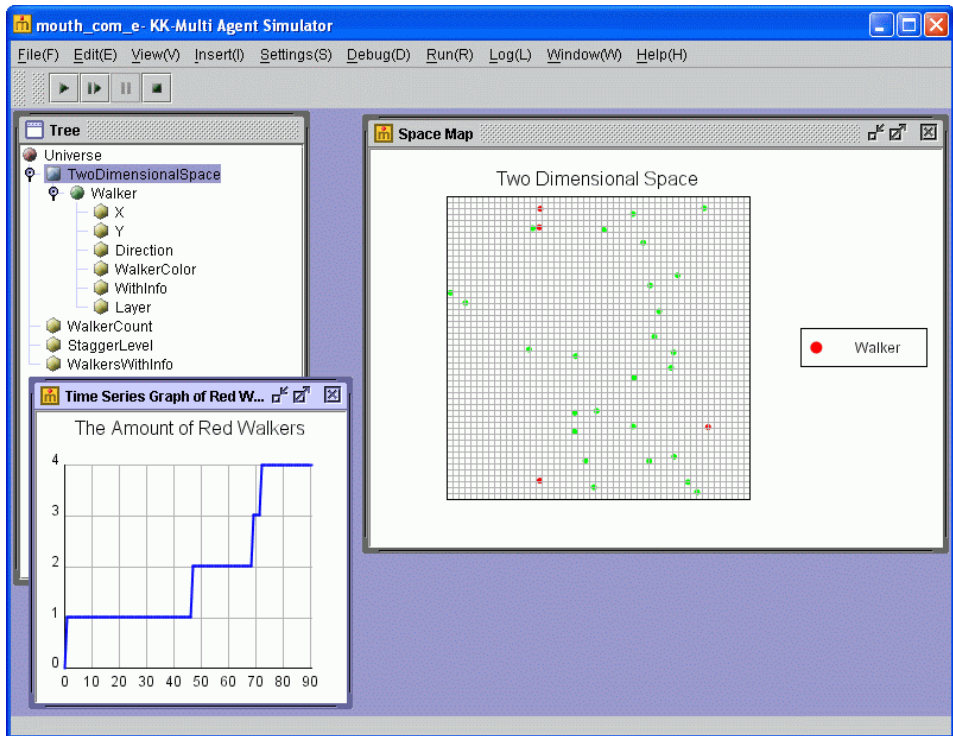 mouth_com_e- KK-Multi Agent Simulator
File(F) Edit(E) View(V) Insert(I) Settings(S) Debug(D) Run(R) Log(L) Window(W) Help(H)
Tree
Universe
TwoDimensionalSpace
Walker
X
Y
Direction
WalkerColor
WithInfo
Layer
WalkerCount
StaggerLevel
WalkersWithInfo
Space Map
Two Dimensional Space
Walker
Time Series Graph of Red W...
The Amount of Red Walkers
4
3
2
1
0
0 10 20 30 40 50 60 70 80 90